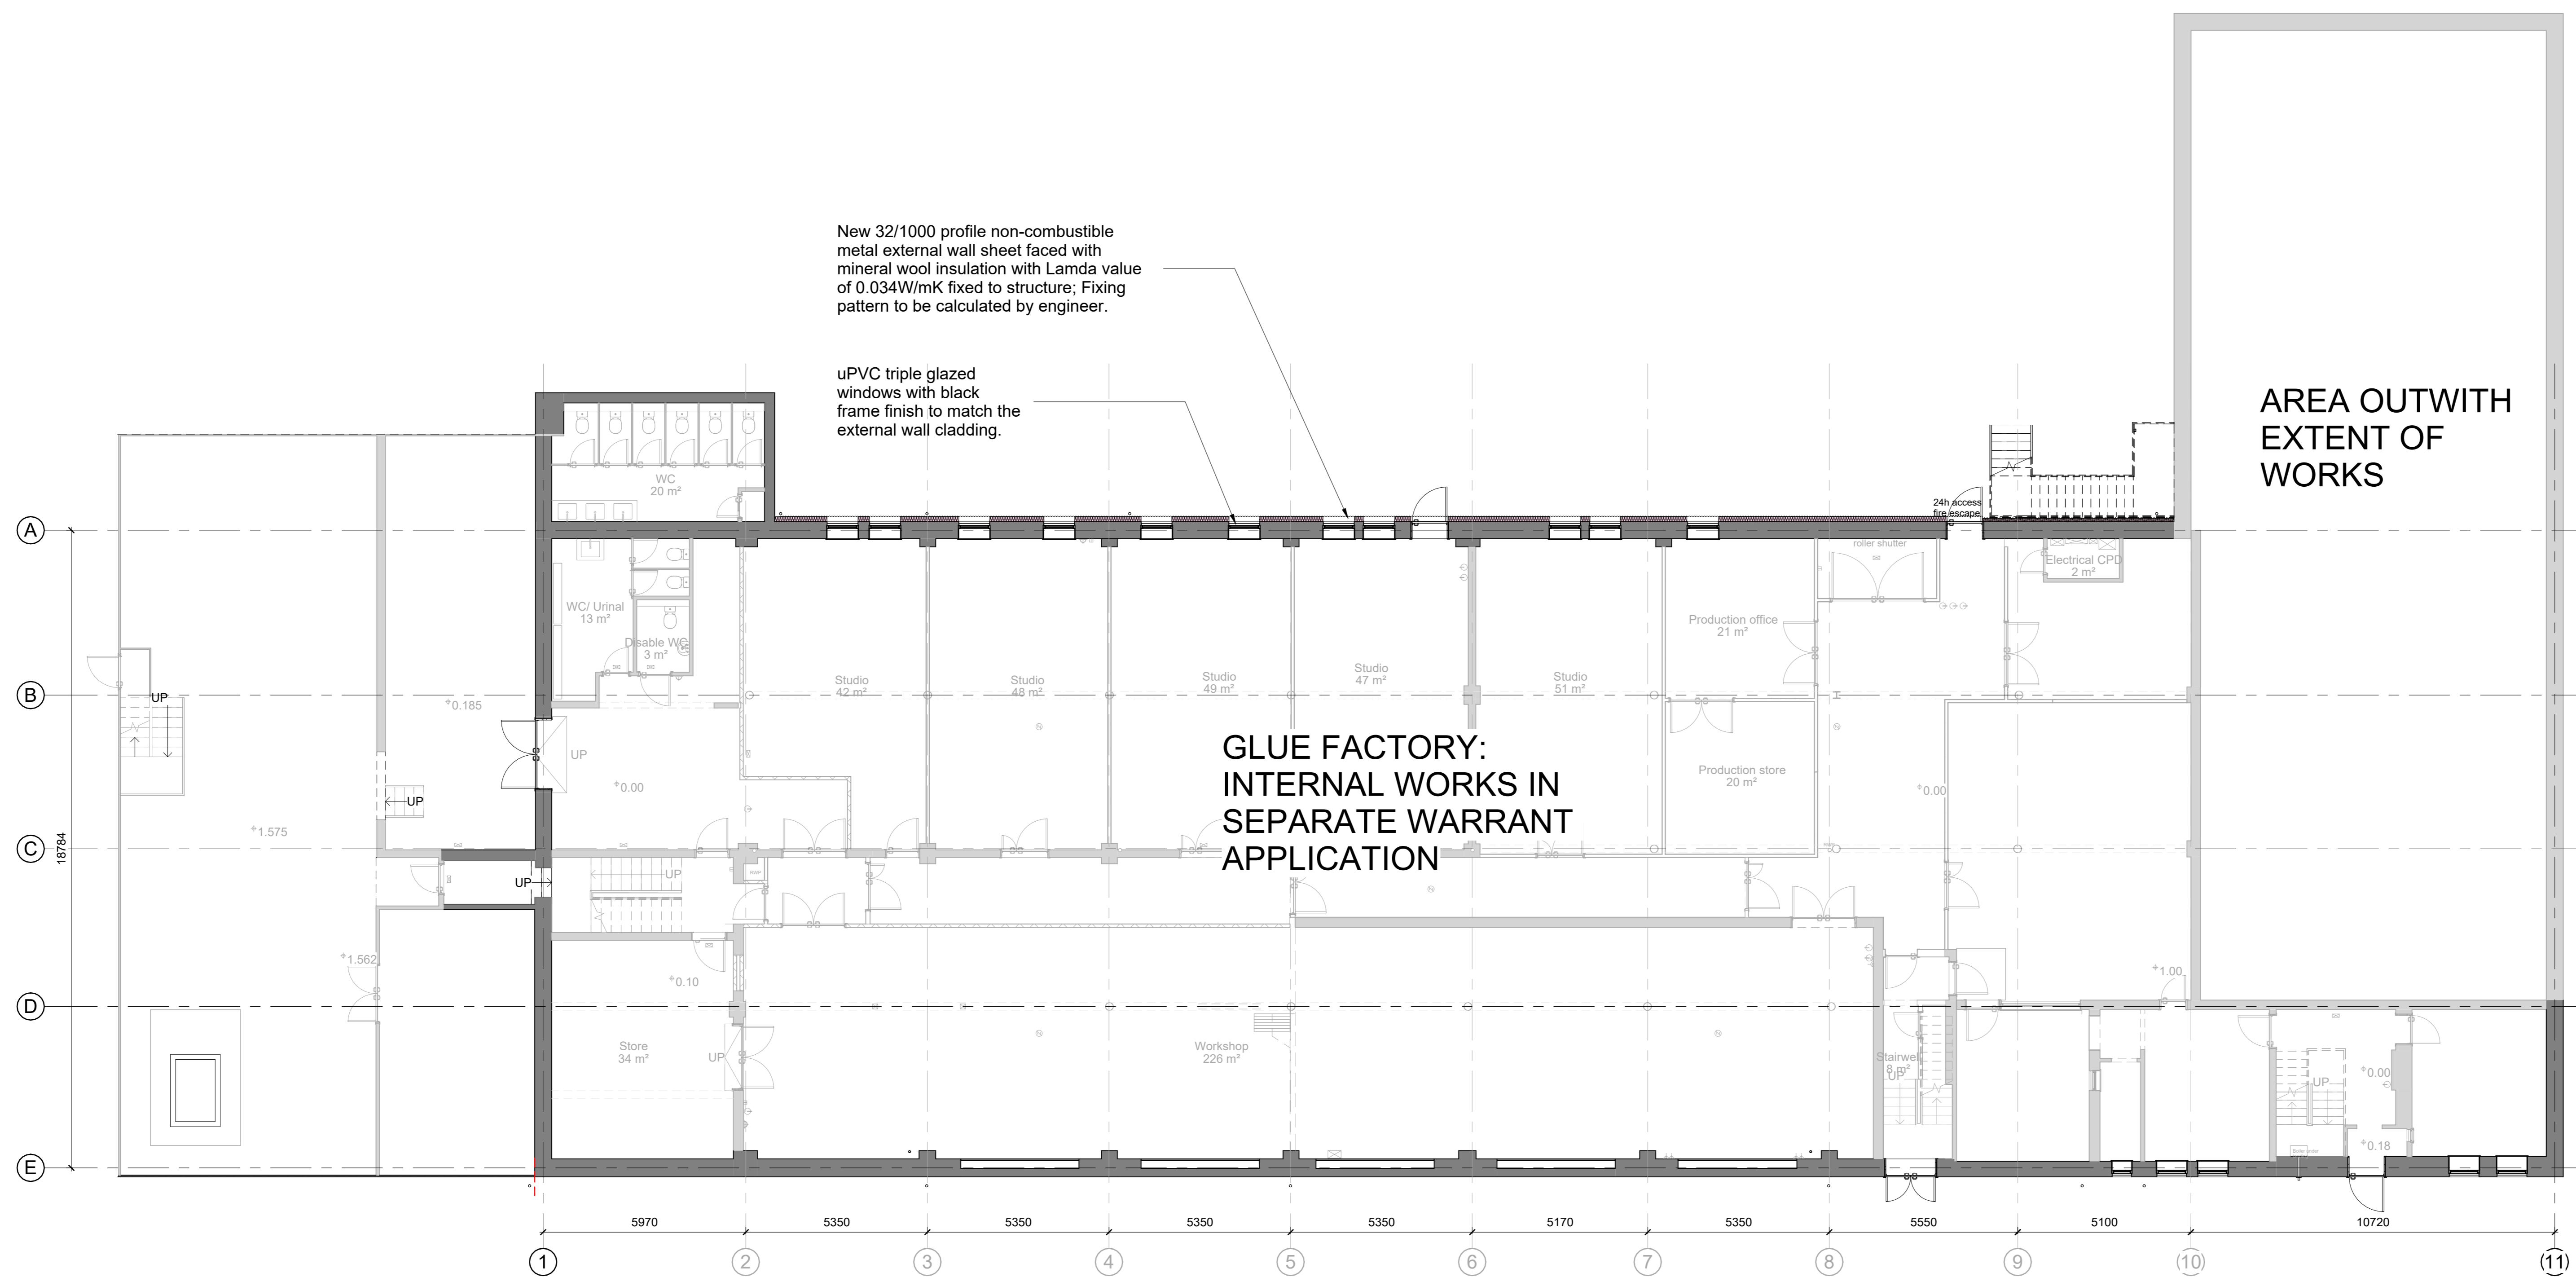 New 32/1000 profile non-combustible
metal external wall sheet faced with
mineral wool insulation with Lamda value
of 0.034W/mK fixed to structure; Fixing
pattern to be calculated by engineer.
uPVC triple glazed
windows with black
frame finish to match the
external wall cladding.
AREA OUTWITH
EXTENT OF
WORKS
WC
20 m²
24h access
fire escape
A
roller shutter
Electrical CPD
2 m²
WC/ Urinal
13 m²
Disable WC
3 m²
Production office
21 m²
Studio
42 m²
Studio
48 m²
Studio
49 m²
Studio
47 m²
Studio
51 m²
B
UP
0.185
UP
GLUE FACTORY:
INTERNAL WORKS IN
SEPARATE WARRANT
APPLICATION
Production store
20 m²
0.00
0.00
UP
1.575
C
18784
UP
UP
RWP
1.562
0.10
1.00
D
Store
34 m²
UP
Workshop
226 m²
Stairwell
8 m²
UP
0.00
UP
0.18
E
5970
5350
5350
5350
5350
5170
5350
5550
5100
10720
1
2
3
4
5
6
7
8
9
(10)
(11)